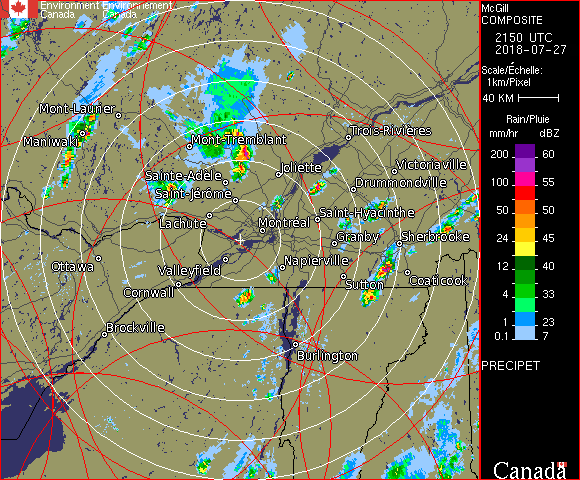 Environment Environnement
Canada Canada
McGill
COMPOSITE
2150 UTC
2018-07-27
Scale/Échelle:
1km/Pixel
40 KM
Rain/Pluie
mm/hr dBZ
200 60
150 57
100 55
50 50
24 45
12 40
4 33
1 23
0.1 7
PRECIPET
Canada
Mont-Laurier
Maniwaki
Mont-Tremblant
Trois-Rivières
Joliette
Victoriaville
Sainte-Adèle
Drummondville
Saint-Jérôme
Saint-Hyacinthe
Lachute
Montréal
Granby
Sherbrooke
Ottawa
Valleyfield
Napierville
Coaticook
Cornwall
Sutton
Brockville
Burlington